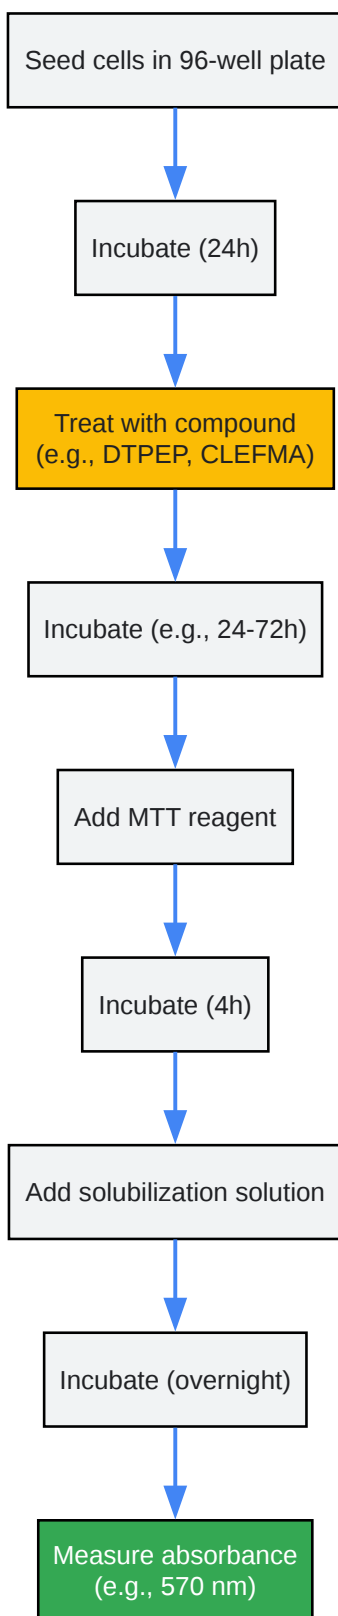 Seed cells in 96-well plate
Incubate (24h)
Treat with compound
(e.g., DTPEP, CLEFMA)
Incubate (e.g., 24-72h)
Add MTT reagent
Incubate (4h)
Add solubilization solution
Incubate (overnight)
Measure absorbance
(e.g., 570 nm)